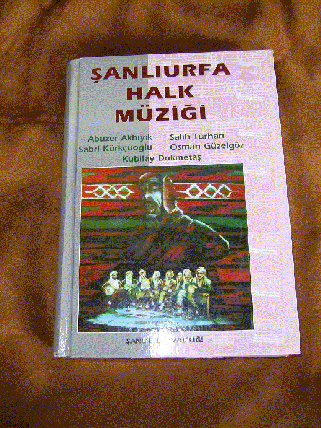 ŞANLIURFA
HALK
MÜZİĞİ
Abuzer Akbıyık Salih Turhan
Sabri Kürkçüoğlu Osman Güzelgöz
Kubilay Dökmetaş